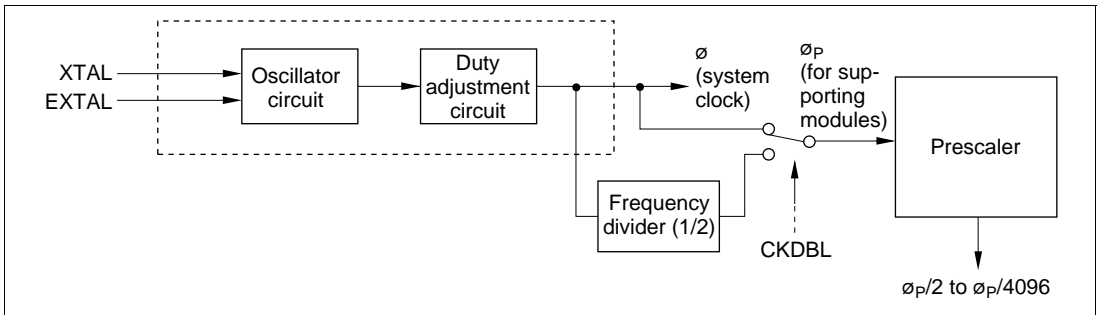 XTAL
EXTAL
Oscillator
circuit
Duty
adjustment
circuit
ø
(system
clock)
øP
(for sup-
porting
modules)
Prescaler
Frequency
divider (1/2)
CKDBL
øP/2 to øP/4096